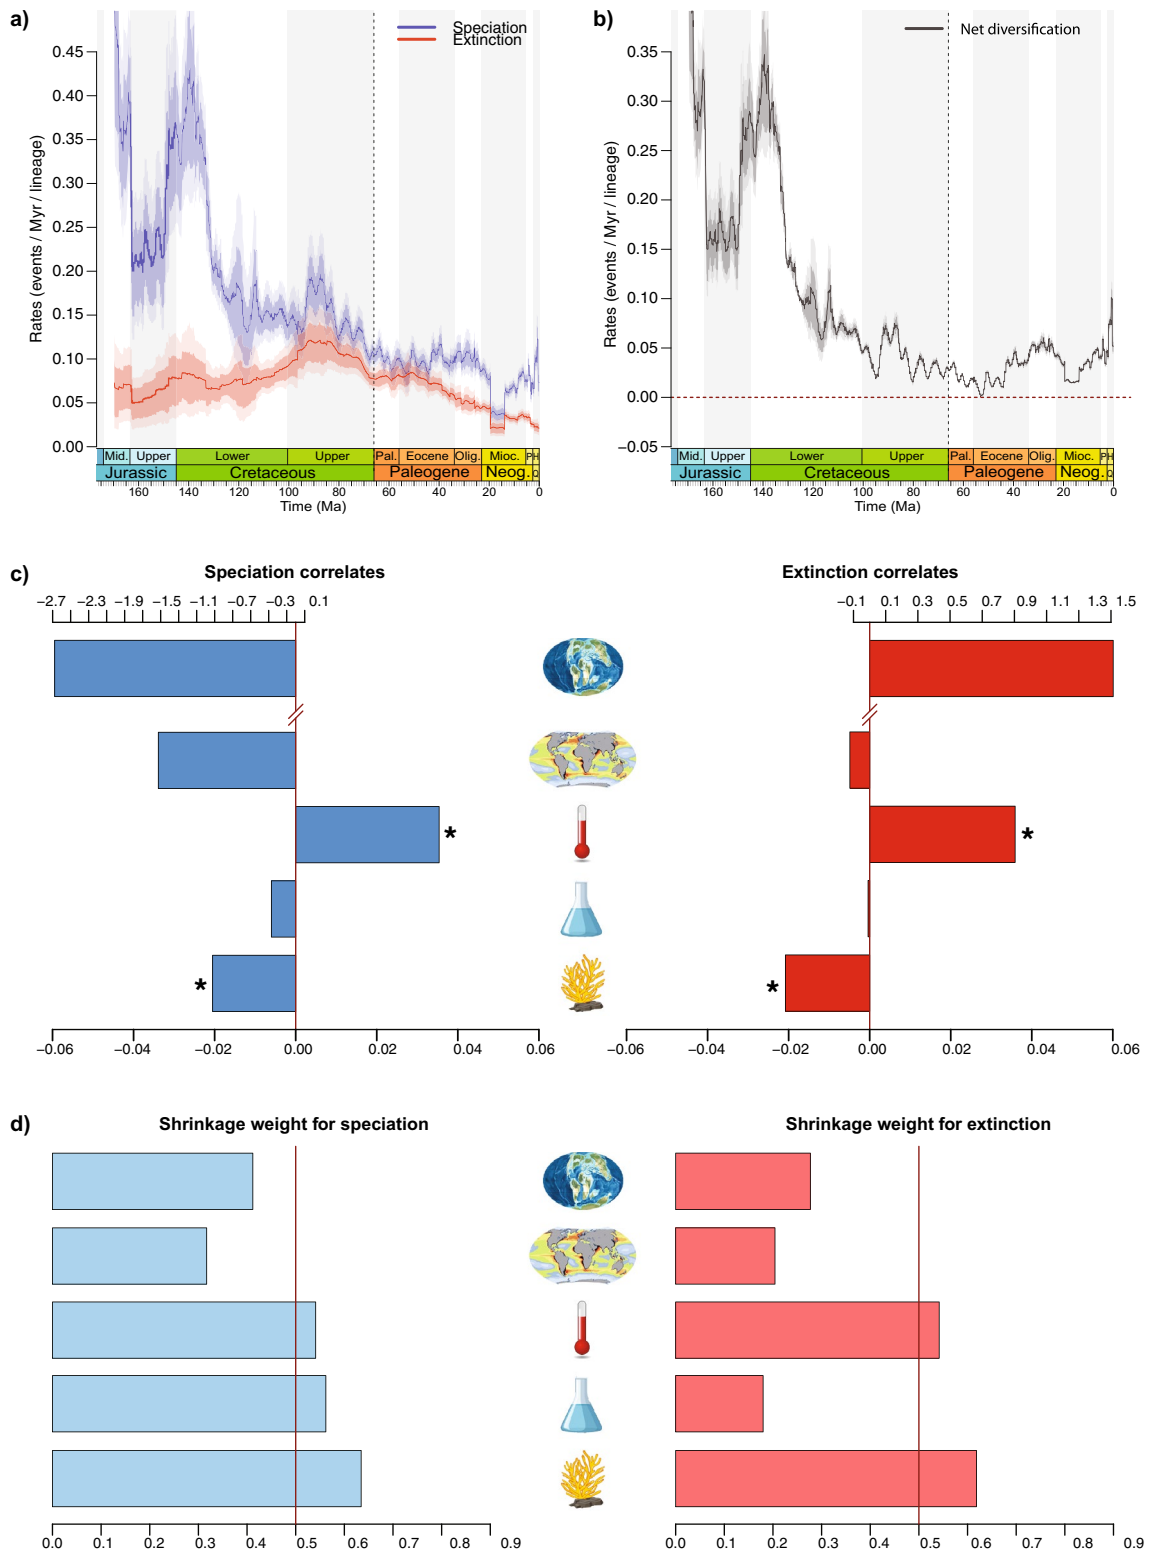 a)
Speciation
Extinction
Rates (events / Myr / lineage)
0.45
0.40
0.35
0.30
0.25
0.20
0.15
0.10
0.05
0.00
Mid. Upper Lower Upper Pal. Eocene Olig. Mioc. P H
Jurassic Cretaceous Paleogene Neog. Q
160 140 120 100 80 60 40 20 0
Time (Ma)
b)
Net diversification
Rates (events / Myr / lineage)
0.35
0.30
0.25
0.20
0.15
0.10
0.05
0.00
−0.05
Mid. Upper Lower Upper Pal. Eocene Olig. Mioc. P H
Jurassic Cretaceous Paleogene Neog. Q
160 140 120 100 80 60 40 20 0
Time (Ma)
c)
Speciation correlates
−2.7 −2.3 −1.9 −1.5 −1.1 −0.7 −0.3 0.1
*
*
−0.06 −0.04 −0.02 0.00 0.02 0.04 0.06
Extinction correlates
−0.1 0.1 0.3 0.5 0.7 0.9 1.1 1.3 1.5
*
*
−0.06 −0.04 −0.02 0.00 0.02 0.04 0.06
d)
Shrinkage weight for speciation
0.0 0.1 0.2 0.3 0.4 0.5 0.6 0.7 0.8 0.9
Shrinkage weight for extinction
0.0 0.1 0.2 0.3 0.4 0.5 0.6 0.7 0.8 0.9